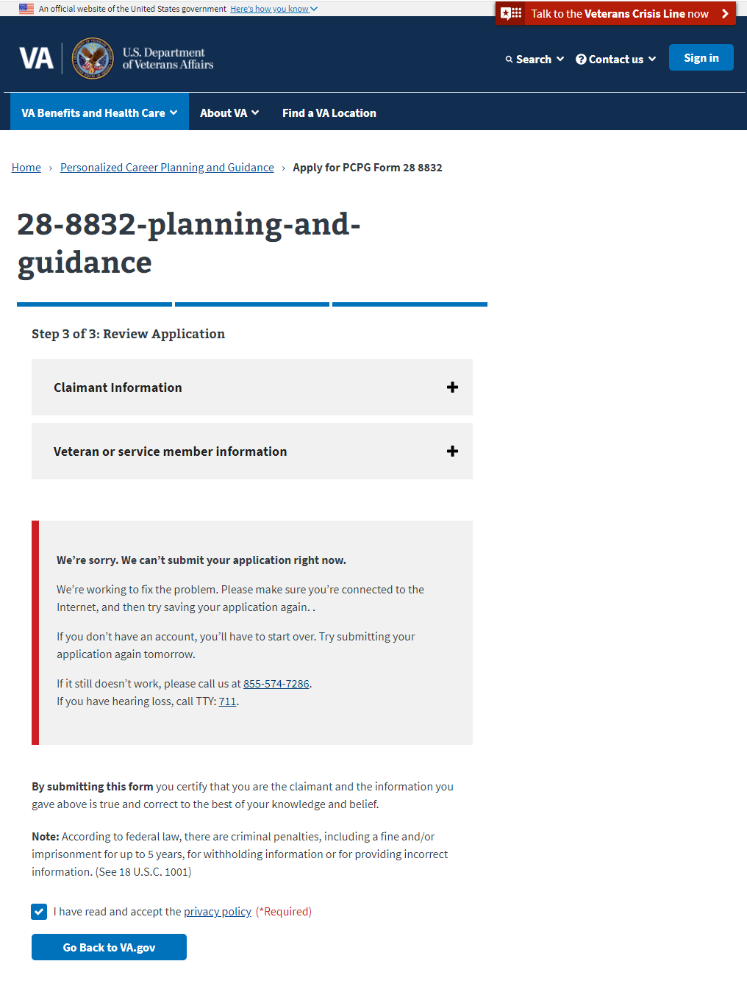 An official website of the United States government Here's how you know
Talk to the Veterans Crisis Line now
VA
U.S. Department
of Veterans Affairs
Search
Contact us
Sign in
VA Benefits and Health Care
About VA
Find a VA Location
Home › Personalized Career Planning and Guidance › Apply for PCPG Form 28 8832
28-8832-planning-and-
guidance
Step 3 of 3: Review Application
Claimant Information
Veteran or service member information
We’re sorry. We can’t submit your application right now.
We’re working to fix the problem. Please make sure you’re connected to the
Internet, and then try saving your application again. .
If you don’t have an account, you’ll have to start over. Try submitting your
application again tomorrow.
If it still doesn’t work, please call us at 855-574-7286.
If you have hearing loss, call TTY: 711.
By submitting this form you certify that you are the claimant and the information you
gave above is true and correct to the best of your knowledge and belief.
Note: According to federal law, there are criminal penalties, including a fine and/or
imprisonment for up to 5 years, for withholding information or for providing incorrect
information. (See 18 U.S.C. 1001)
I have read and accept the privacy policy (*Required)
Go Back to VA.gov